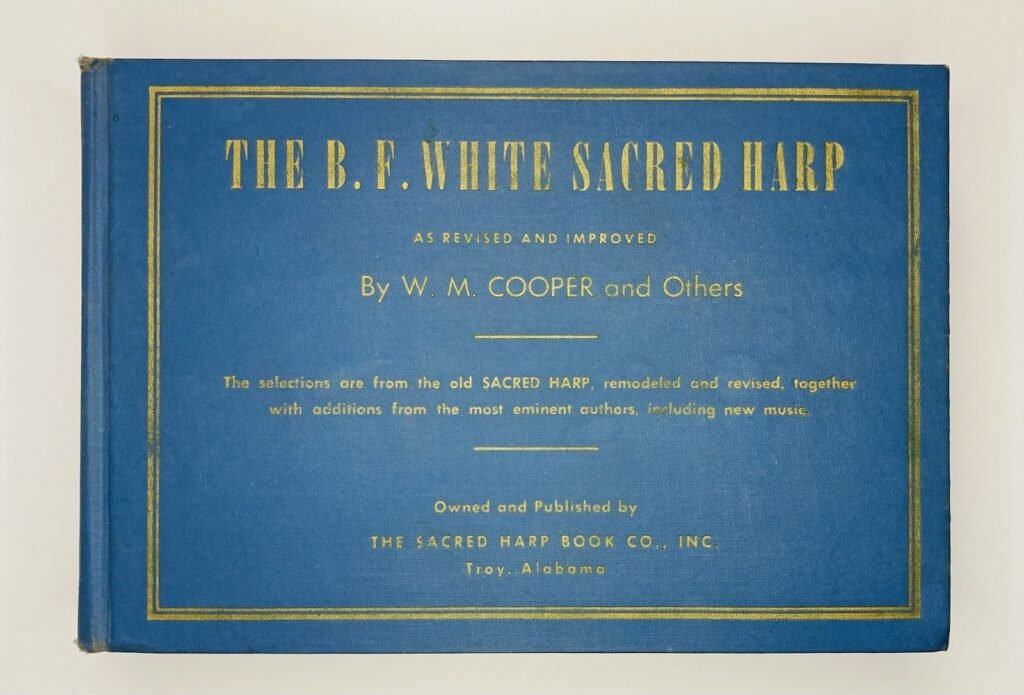 THE B. F. WHITE SACRED HARP
AS REVISED AND IMPROVED
By W. M. COOPER and Others
The selections are from the old SACRED HARP, remodeled and revised, together
with additions from the most eminent authors, including new music.
Owned and Published by
THE SACRED HARP BOOK CO., INC.
Troy, Alabama